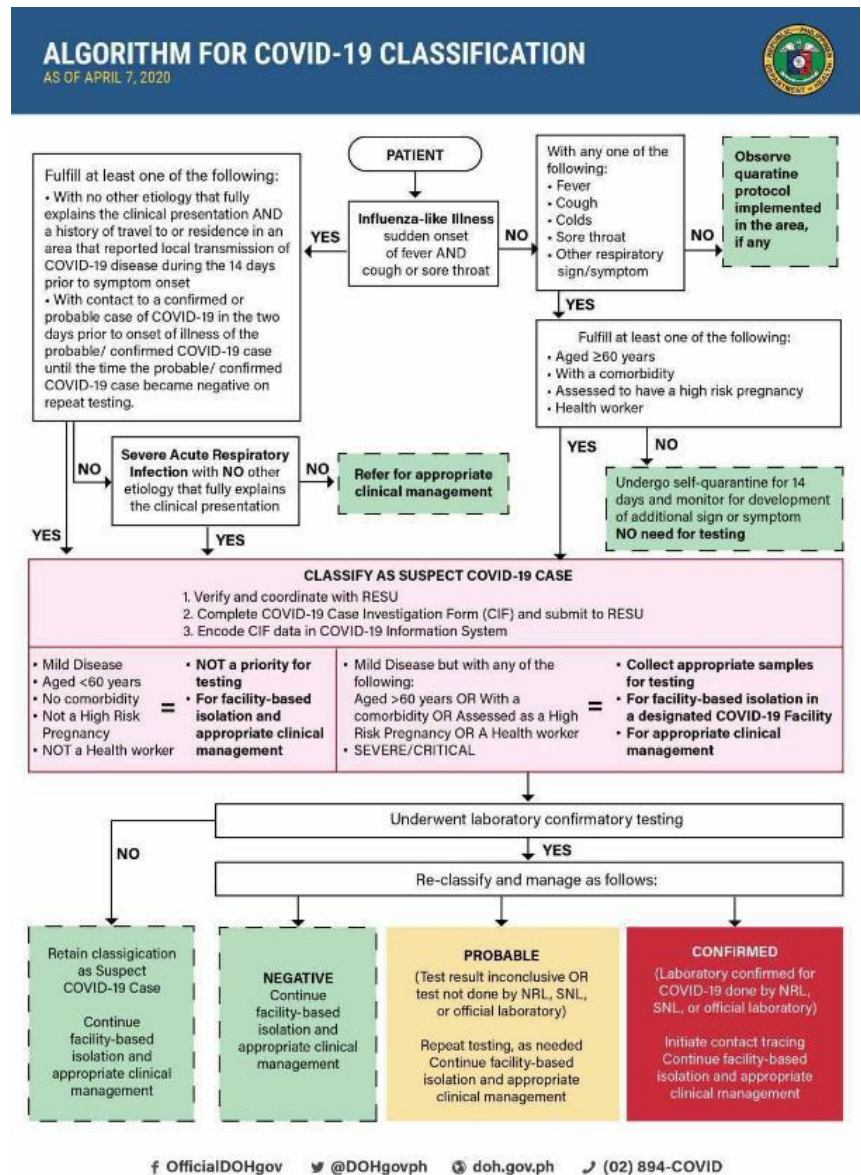 ALGORITHM FOR COVID-19 CLASSIFICATION
AS OF APRIL 7, 2020
PATIENT
Influenza-like Illness
sudden onset
of fever AND
cough or sore throat
YES
NO
Fulfill at least one of the following:
• With no other etiology that fully
explains the clinical presentation AND
a history of travel to or residence in an
area that reported local transmission of
COVID-19 disease during the 14 days
prior to symptom onset
• With contact to a confirmed or
probable case of COVID-19 in the two
days prior to onset of illness of the
probable/ confirmed COVID-19 case
until the time the probable/ confirmed
COVID-19 case became negative on
repeat testing.
With any one of the
following:
• Fever
• Cough
• Colds
• Sore throat
• Other respiratory
sign/symptom
NO
Observe
quaratine
protocol
implemented
in the area,
if any
YES
Fulfill at least one of the following:
• Aged ≥60 years
• With a comorbidity
• Assessed to have a high risk pregnancy
• Health worker
YES
NO
Undergo self-quarantine for 14
days and monitor for development
of additional sign or symptom
NO need for testing
NO
Severe Acute Respiratory
Infection with NO other
etiology that fully explains
the clinical presentation
NO
Refer for appropriate
clinical management
YES
YES
CLASSIFY AS SUSPECT COVID-19 CASE
1. Verify and coordinate with RESU
2. Complete COVID-19 Case Investigation Form (CIF) and submit to RESU
3. Encode CIF data in COVID-19 Information System
• Mild Disease
• Aged <60 years
• No comorbidity
• Not a High Risk
Pregnancy
• NOT a Health worker
=
• NOT a priority for
testing
• For facility-based
isolation and
appropriate clinical
management
• Mild Disease but with any of the
following:
Aged >60 years OR With a
comorbidity OR Assessed as a High
Risk Pregnancy OR A Health worker
• SEVERE/CRITICAL
=
• Collect appropriate samples
for testing
• For facility-based isolation in
a designated COVID-19 Facility
• For appropriate clinical
management
Underwent laboratory confirmatory testing
NO
YES
Re-classify and manage as follows:
Retain classigication
as Suspect
COVID-19 Case
Continue
facility-based
isolation and
appropriate clinical
management
NEGATIVE
Continue
facility-based
isolation and
appropriate clinical
management
PROBABLE
(Test result inconclusive OR
test not done by NRL, SNL,
or official laboratory)
Repeat testing, as needed
Continue facility-based
isolation and appropriate
clinical management
CONFIRMED
(Laboratory confirmed for
COVID-19 done by NRL,
SNL, or official laboratory)
Initiate contact tracing
Continue facility-based
isolation and appropriate
clinical management
OfficialDOHgov @DOHgovph doh.gov.ph (02) 894-COVID